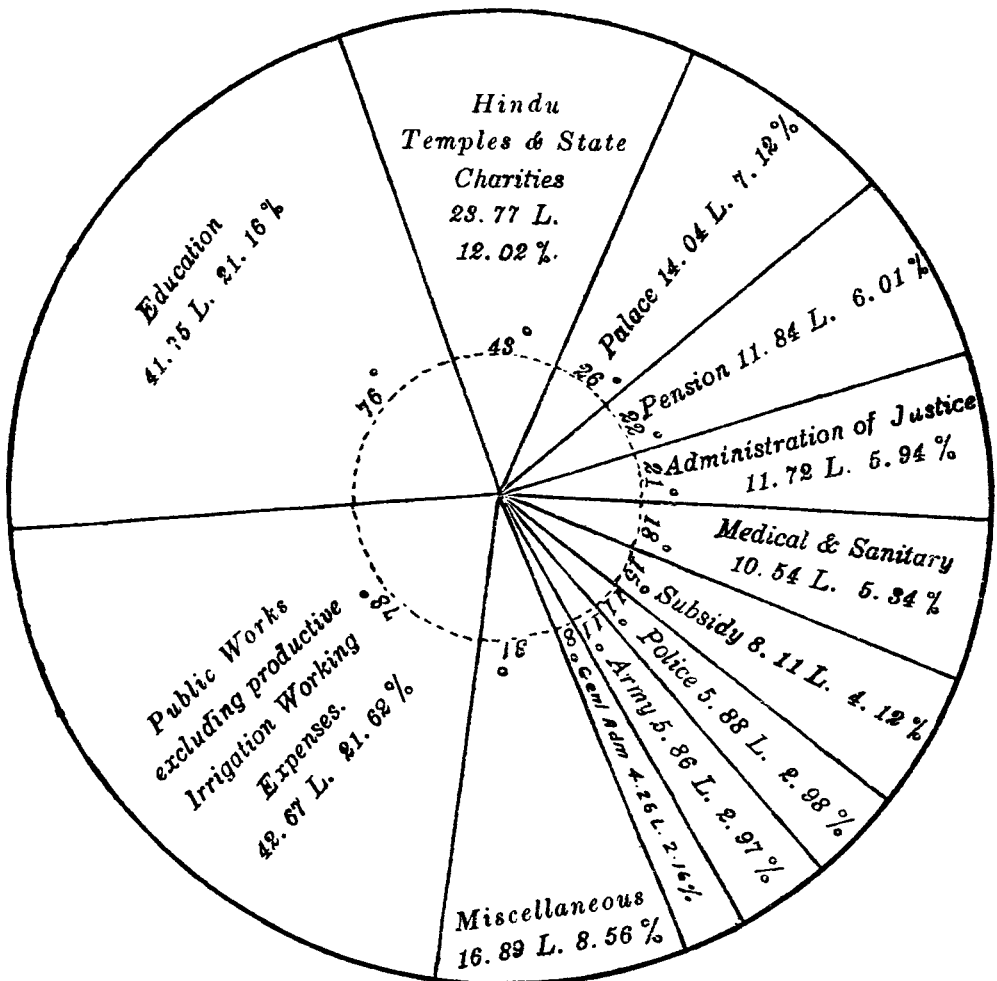 Hindu
Temples & State
Charities
23.77 L.
12.02 %.
43°
Palace 14.04 L. 7.12 %
26°
Pension 11.84 L. 6.01 %
22°
Administration of Justice
11.72 L. 5.94 %
21°
Medical & Sanitary
10.54 L. 5.34 %
18°
Subsidy 8.11 L. 4.12 %
15°
Police 5.88 L. 2.98 %
11°
Army 5.86 L. 2.97 %
11°
Genl Adm 4.26 L. 2.16 %
8°
Miscellaneous
16.89 L. 8.56 %
31°
Public Works
excluding productive
Irrigation Working
Expenses.
42.67 L. 21.62 %
78°
Education
41.75 L. 21.16 %
76°